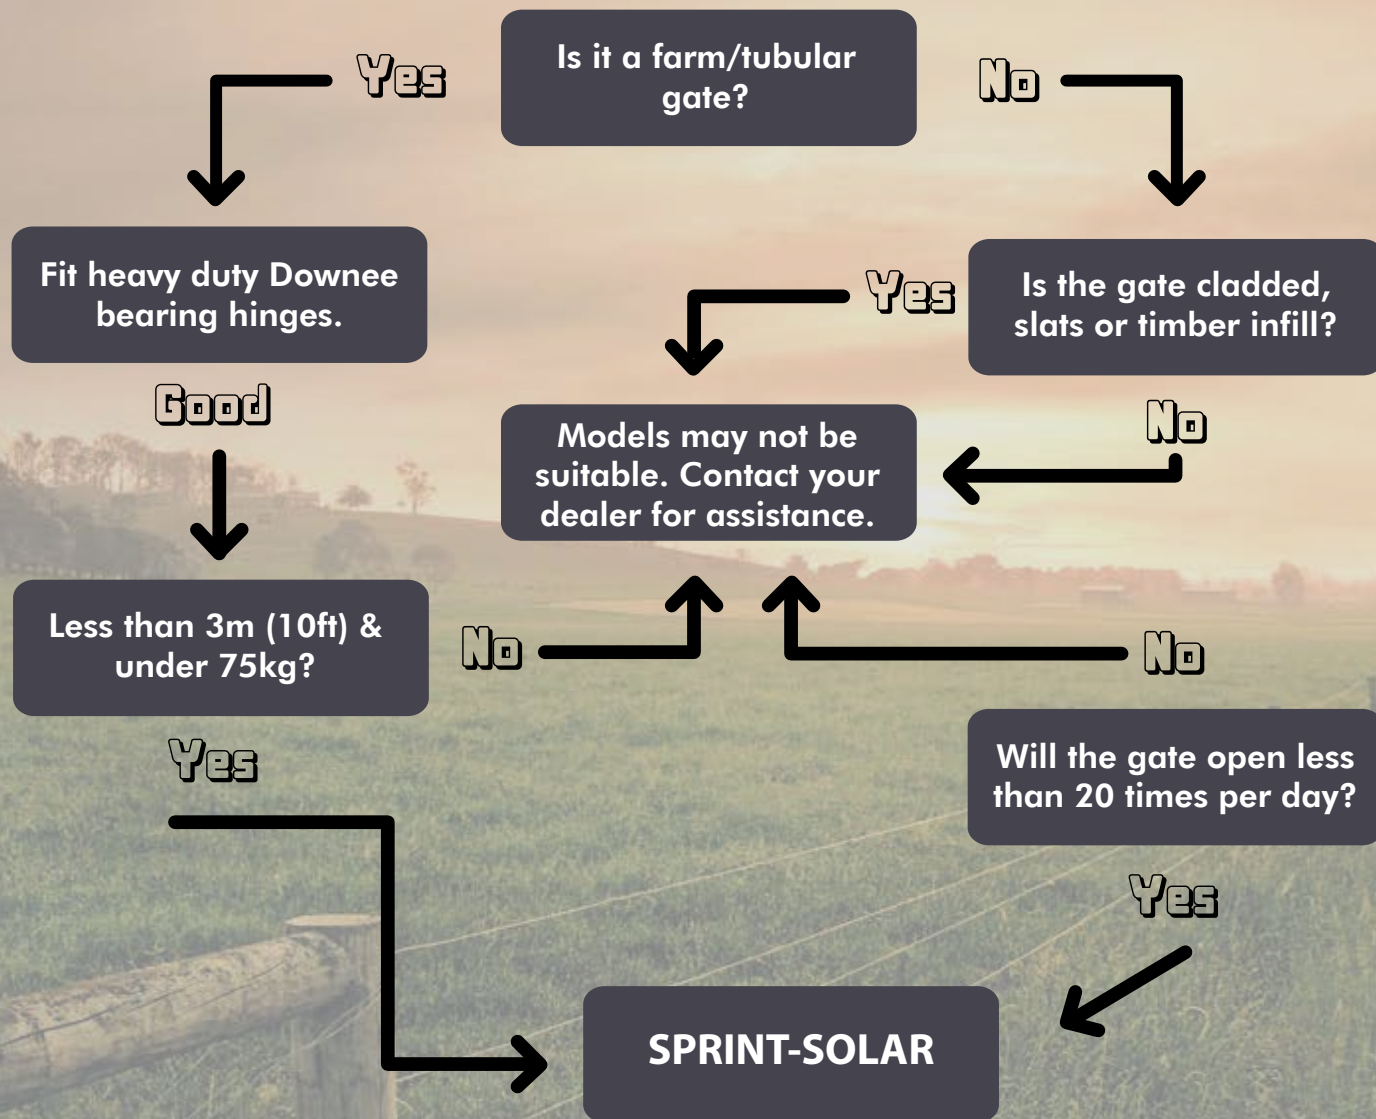 Is it a farm/tubular
gate?
Yes
No
Fit heavy duty Downee
bearing hinges.
Yes
Is the gate cladded,
slats or timber infill?
Good
No
Models may not be
suitable. Contact your
dealer for assistance.
Less than 3m (10ft) &
under 75kg?
No
No
Yes
Will the gate open less
than 20 times per day?
Yes
SPRINT-SOLAR